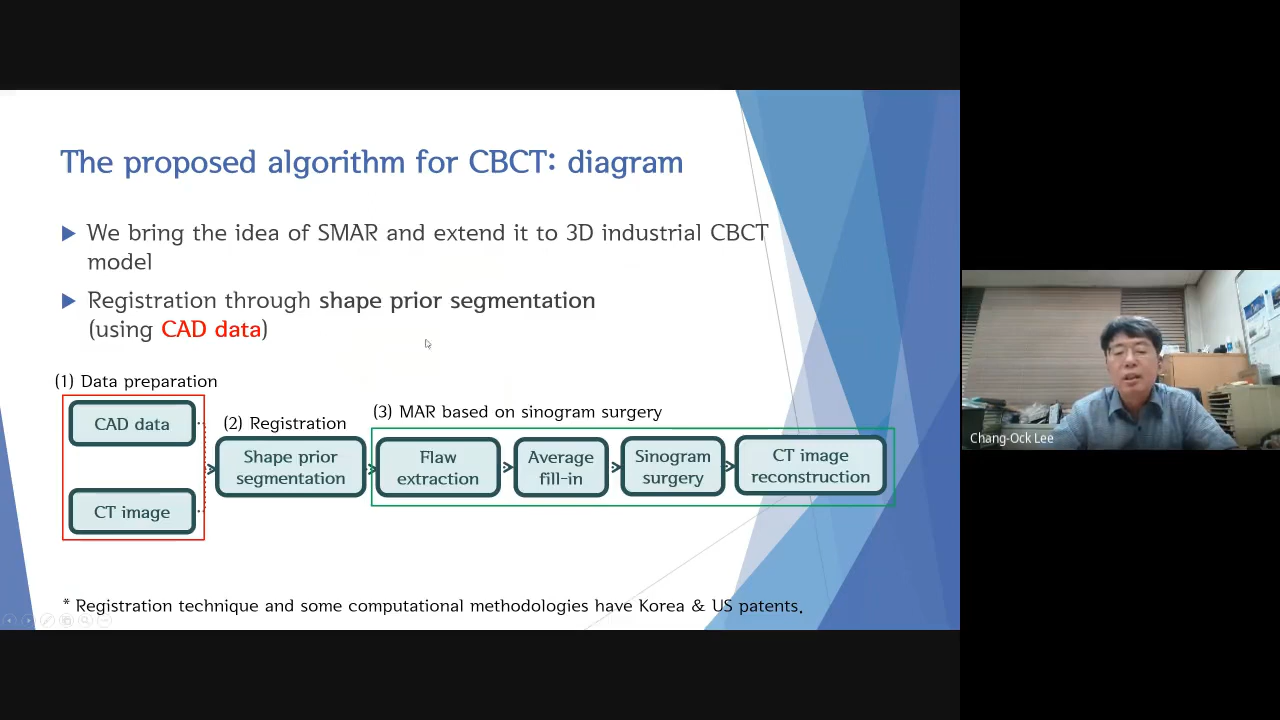 The proposed algorithm for CBCT: diagram
We bring the idea of SMAR and extend it to 3D industrial CBCT
model
Registration through shape prior segmentation
(using CAD data)
(1) Data preparation
CAD data
CT image
(2) Registration
Shape prior
segmentation
(3) MAR based on sinogram surgery
Flaw
extraction
Average
fill-in
Sinogram
surgery
CT image
reconstruction
* Registration technique and some computational methodologies have Korea & US patents.
Chang-Ock Lee